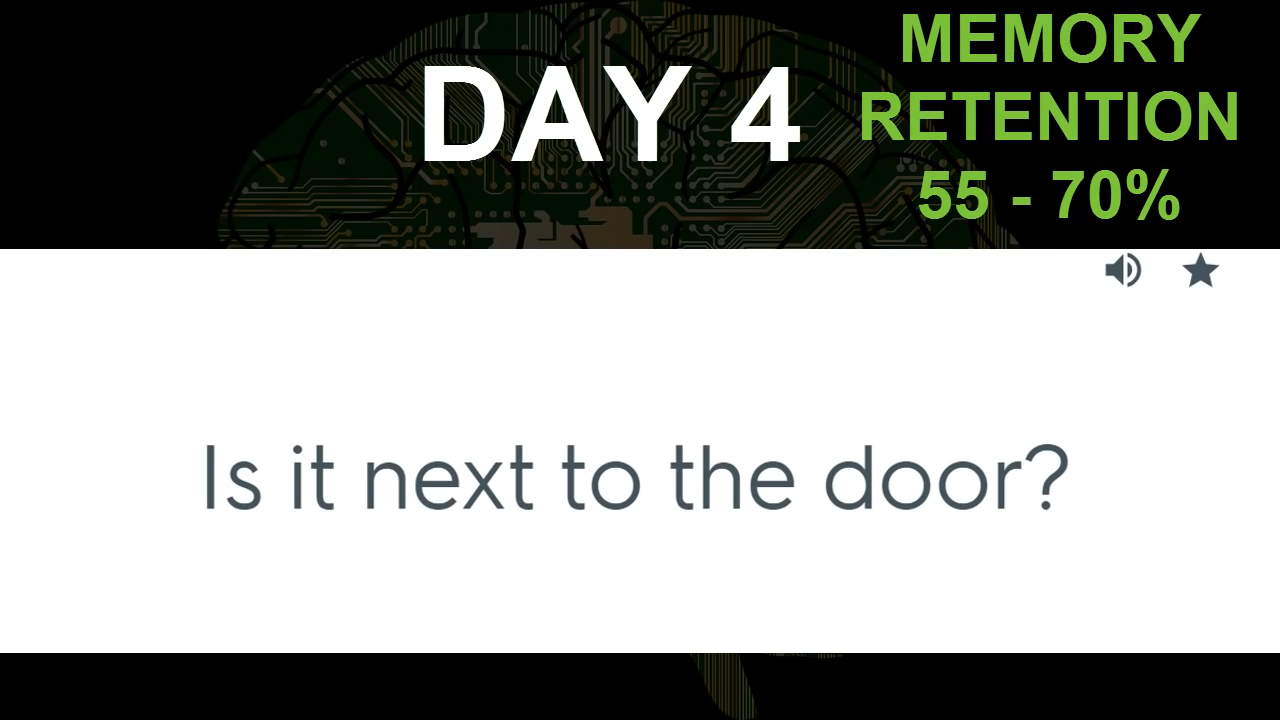 DAY 4
MEMORY
RETENTION
55 - 70%
Is it next to the door?